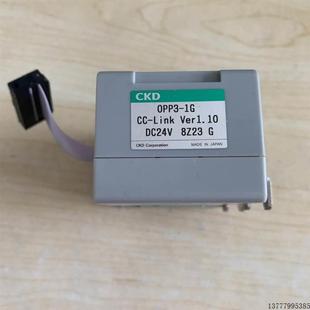 CKD
OPP3-1G
CC-Link Ver1.10
DC24V 8Z23 G
CKD Corporation MADE IN JAPAN
13777995385